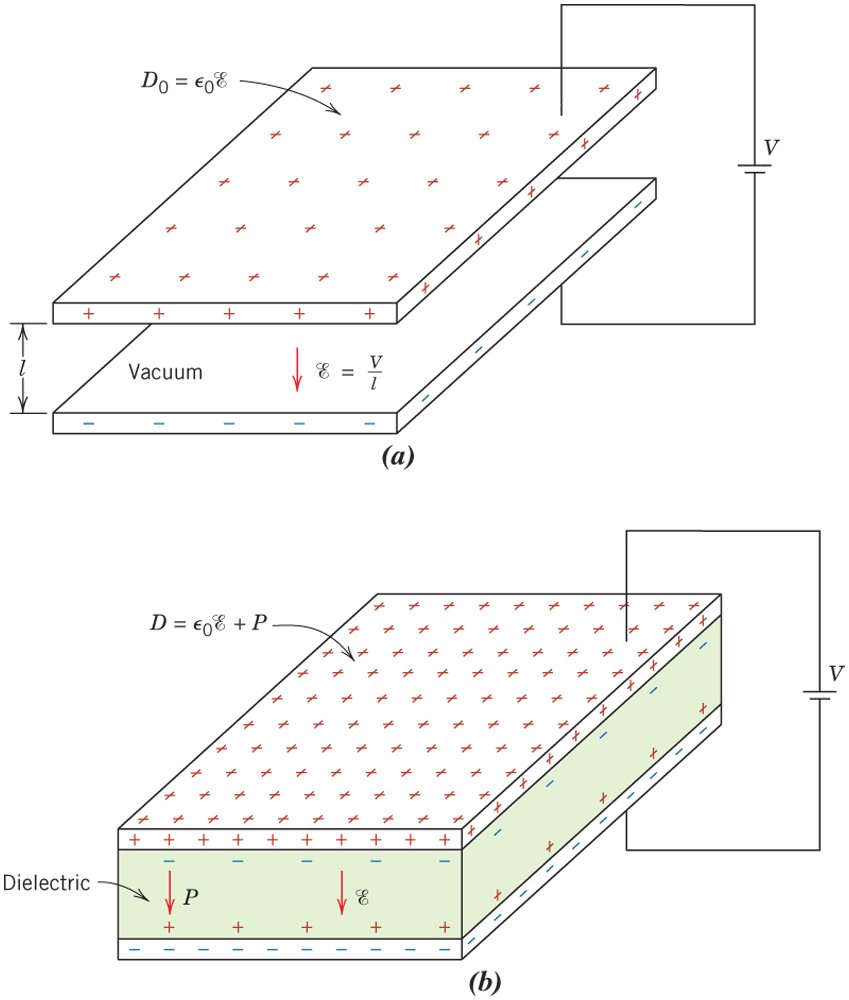 D₀ = ϵ₀ℰ
V
l
Vacuum
ℰ = V/l
(a)
D = ϵ₀ℰ + P
V
Dielectric
P
ℰ
(b)